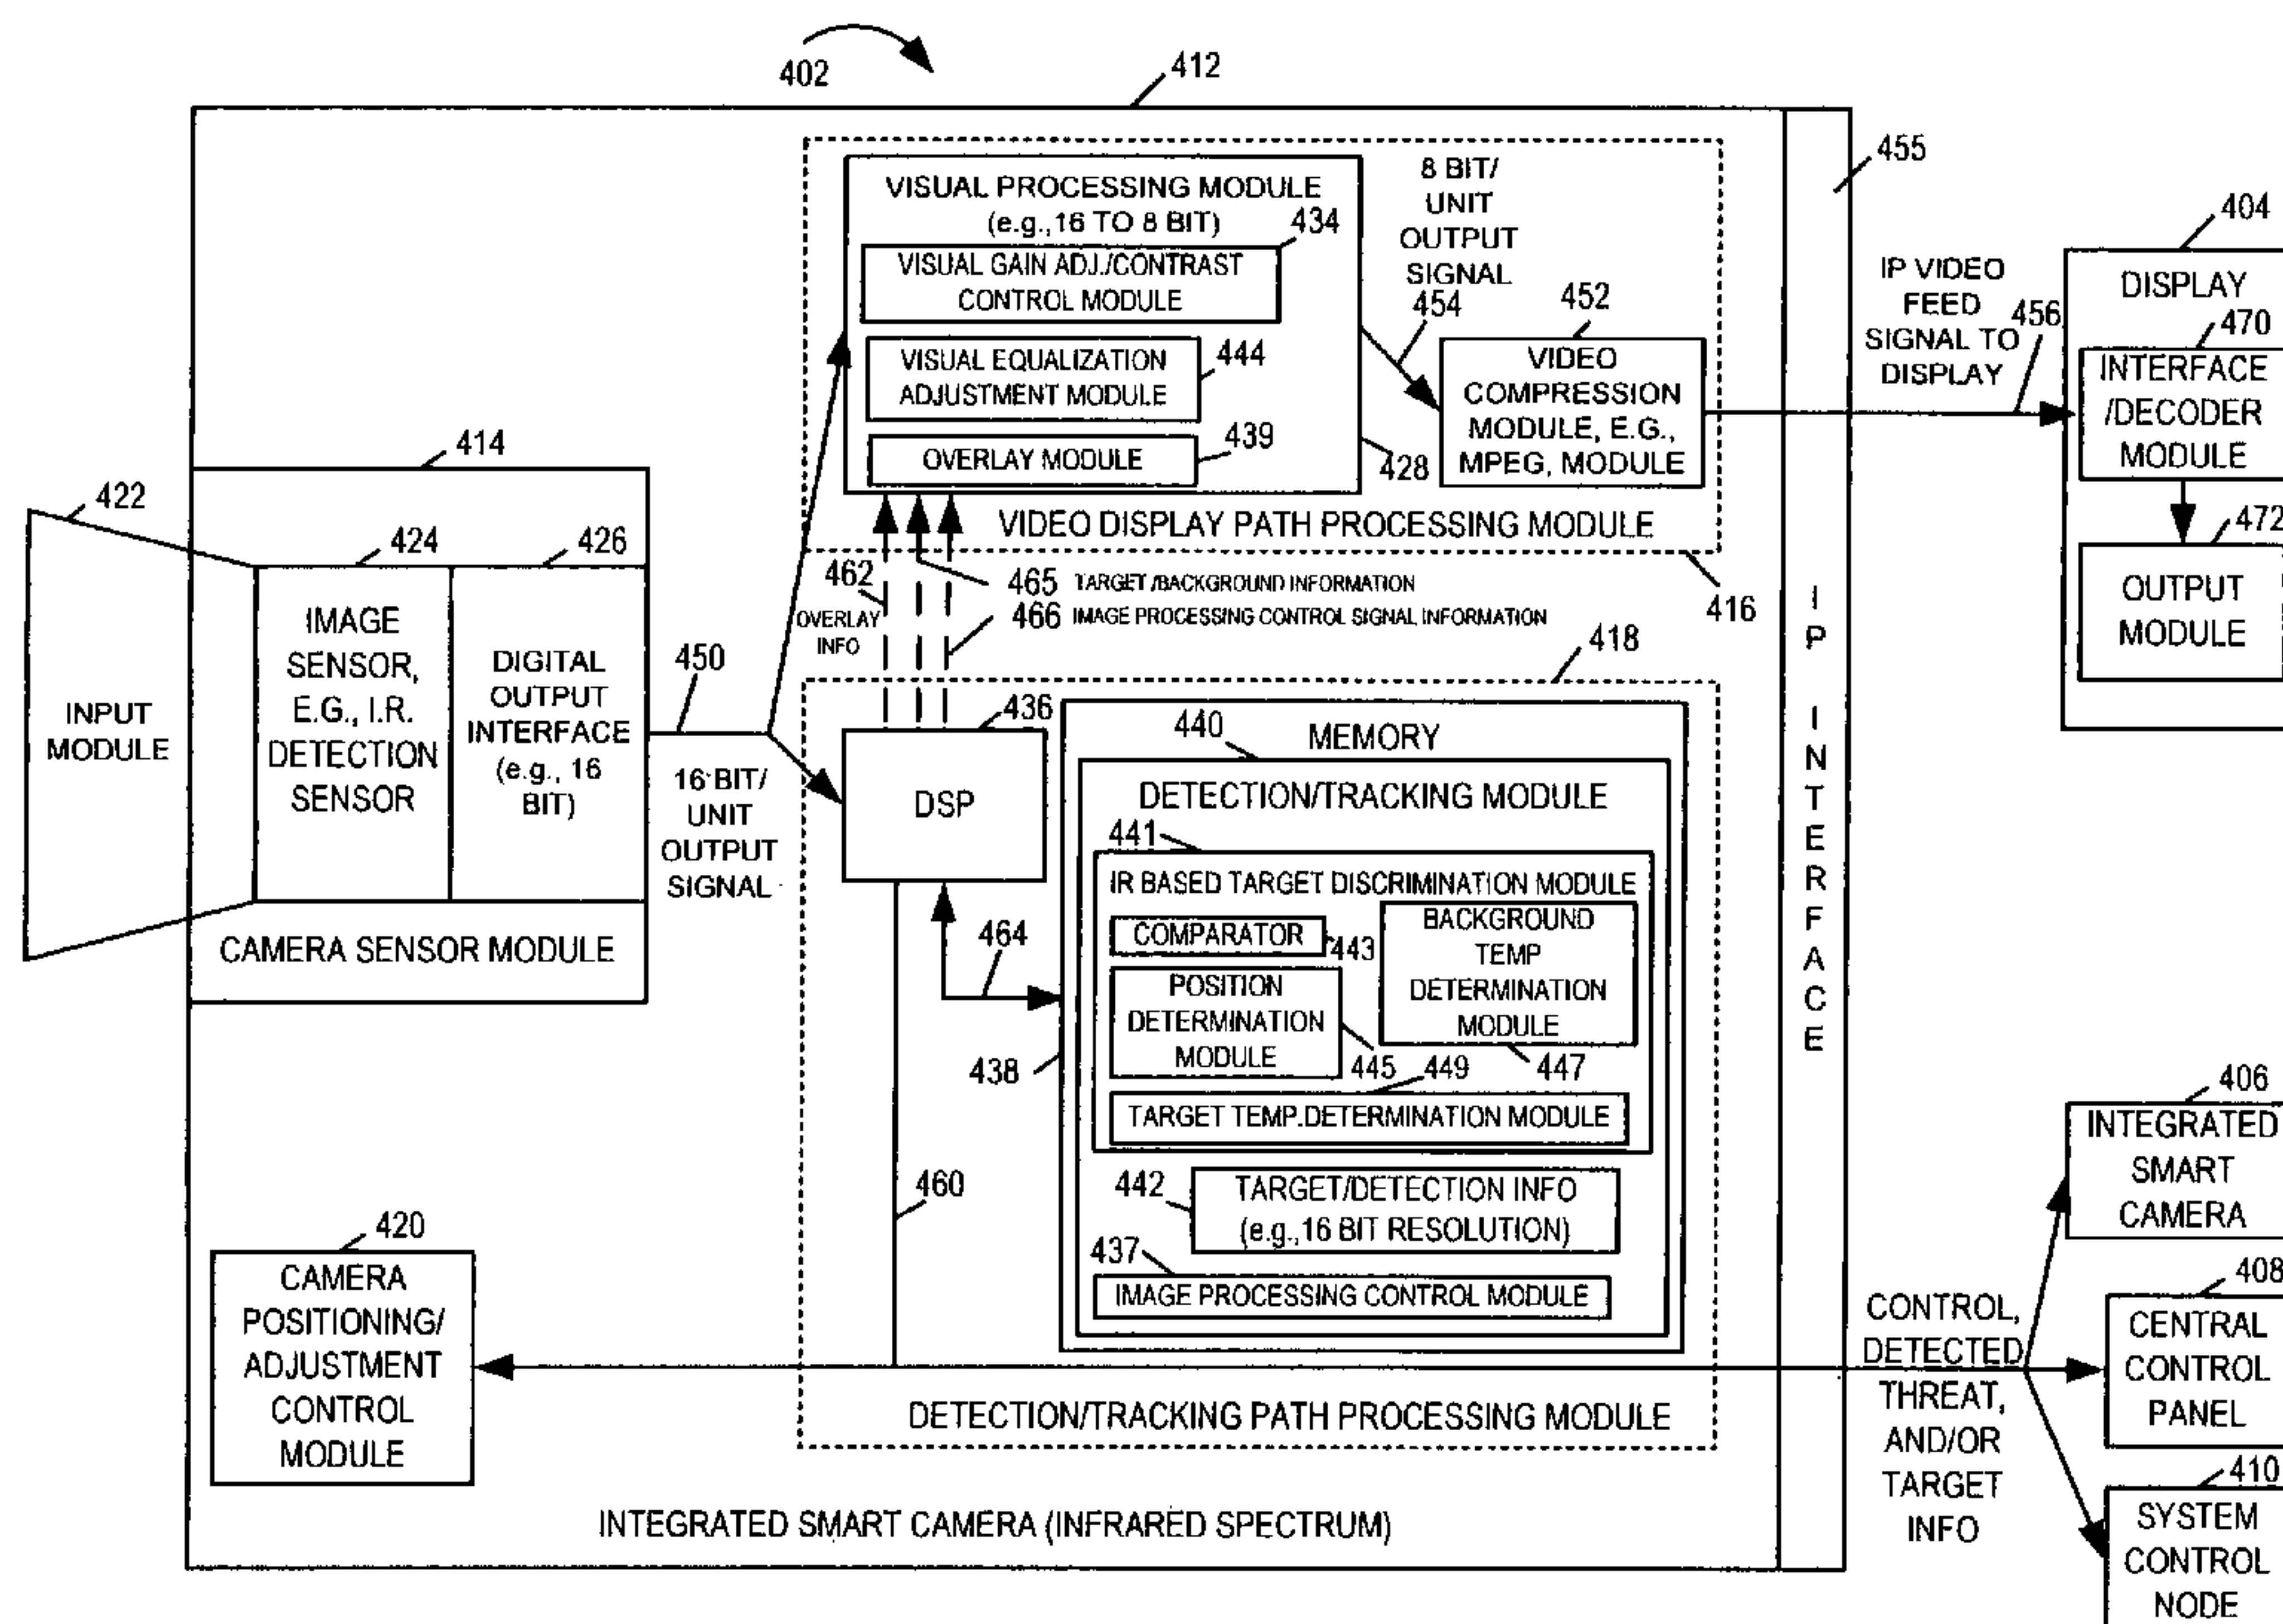 402
412
455
VISUAL PROCESSING MODULE
(e.g.,16 TO 8 BIT)
434
VISUAL GAIN ADJ./CONTRAST
CONTROL MODULE
VISUAL EQUALIZATION
ADJUSTMENT MODULE
444
OVERLAY MODULE
439
428
8 BIT/
UNIT
OUTPUT
SIGNAL
454
452
VIDEO
COMPRESSION
MODULE, E.G.,
MPEG, MODULE
VIDEO DISPLAY PATH PROCESSING MODULE
416
IP VIDEO
FEED
SIGNAL TO
DISPLAY
456
404
DISPLAY
470
INTERFACE
/DECODER
MODULE
472
OUTPUT
MODULE
414
422
424
426
INPUT
MODULE
IMAGE
SENSOR,
E.G., I.R.
DETECTION
SENSOR
DIGITAL
OUTPUT
INTERFACE
(e.g., 16
BIT)
CAMERA SENSOR MODULE
450
16 BIT/
UNIT
OUTPUT
SIGNAL
462
OVERLAY
INFO
465 TARGET /BACKGROUND INFORMATION
466 IMAGE PROCESSING CONTROL SIGNAL INFORMATION
418
436
DSP
464
438
440
MEMORY
DETECTION/TRACKING MODULE
441
IR BASED TARGET DISCRIMINATION MODULE
COMPARATOR
443
BACKGROUND
TEMP
DETERMINATION
MODULE
447
POSITION
DETERMINATION
MODULE
445
449
TARGET TEMP.DETERMINATION MODULE
442
TARGET/DETECTION INFO
(e.g.,16 BIT RESOLUTION)
437
IMAGE PROCESSING CONTROL MODULE
460
DETECTION/TRACKING PATH PROCESSING MODULE
420
CAMERA
POSITIONING/
ADJUSTMENT
CONTROL
MODULE
INTEGRATED SMART CAMERA (INFRARED SPECTRUM)
IP INTERFACE
CONTROL,
DETECTED
THREAT,
AND/OR
TARGET
INFO
406
INTEGRATED
SMART
CAMERA
408
CENTRAL
CONTROL
PANEL
410
SYSTEM
CONTROL
NODE